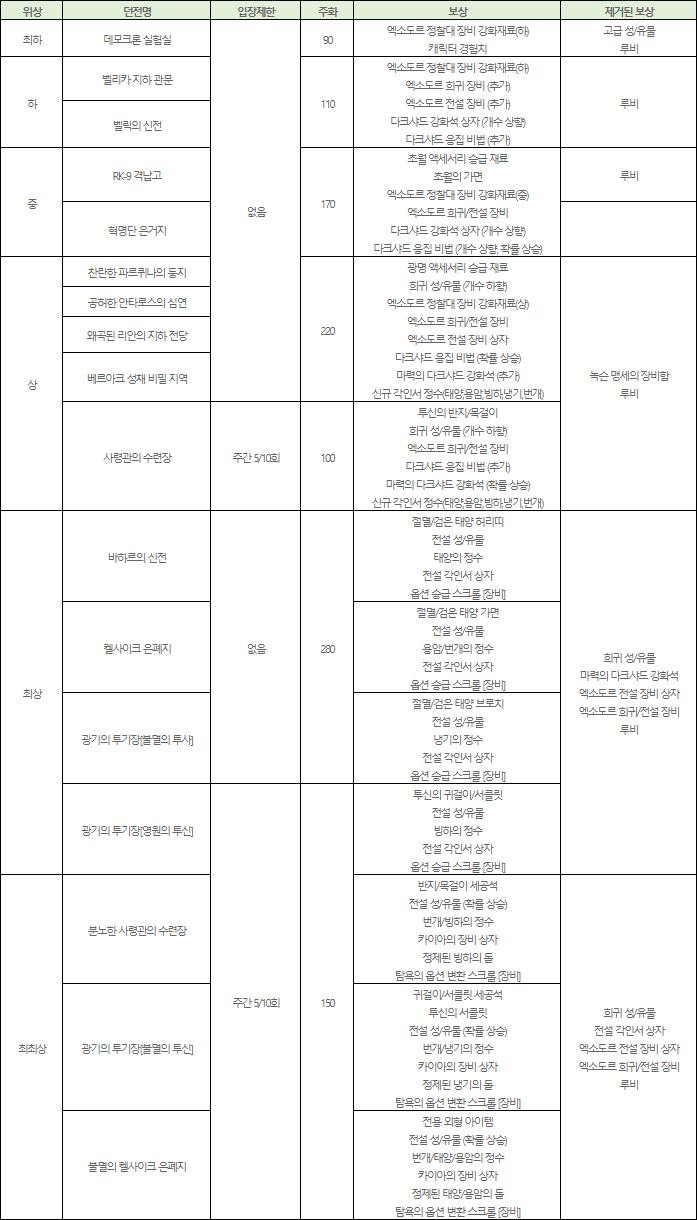 위상 던전명 입장제한 주화 보상 제거된 보상
최하 데모크론 실험실 없음 90
엑소도르 정찰대 장비 강화재료(하)
캐릭터 경험치
고급 성/유물
루비
하
벨리카 지하 관문
벨릭의 신전
110
엑소도르 정찰대 장비 강화재료(하)
엑소도르 희귀 장비 (추가)
엑소도르 전설 장비 (추가)
다크샤드 강화석 상자 (개수 상향)
다크샤드 응집 비법 (추가)
루비
중
RK-9 격납고
혁명단 은거지
170
초월 액세서리 승급 재료
초월의 가면
엑소도르 정찰대 장비 강화재료(중)
엑소도르 희귀/전설 장비
다크샤드 강화석 상자 (개수 상향)
다크샤드 응집 비법 (개수 상향, 확률 상승)
루비
상
찬란한 파르퀴나의 둥지
공허한 안타로스의 심연
왜곡된 리안의 지하 전당
베르아크 성채 비밀 지역
220
광명 액세서리 승급 재료
희귀 성/유물 (개수 하향)
엑소도르 정찰대 장비 강화재료(상)
엑소도르 희귀/전설 장비
엑소도르 전설 장비 상자
다크샤드 응집 비법 (확률 상승)
마력의 다크샤드 강화석 (추가)
신규 각인서 정수(태양,용암,빙하,냉기,번개)
녹슨 맹세의 장비함
루비
사령관의 수련장 주간 5/10회 100
투신의 반지/목걸이
희귀 성/유물 (개수 하향)
엑소도르 희귀/전설 장비
다크샤드 응집 비법 (추가)
마력의 다크샤드 강화석 (확률 상승)
신규 각인서 정수(태양,용암,빙하,냉기,번개)
최상
바하르의 신전 없음 280
절멸/검은 태양 허리띠
전설 성/유물
태양의 정수
전설 각인서 상자
옵션 승급 스크롤 [장비]
희귀 성/유물
마력의 다크샤드 강화석
엑소도르 전설 장비 상자
엑소도르 희귀/전설 장비
루비
켈사이크 은폐지
절멸/검은 태양 가면
전설 성/유물
용암/번개의 정수
전설 각인서 상자
옵션 승급 스크롤 [장비]
광기의 투기장[불멸의 투사]
절멸/검은 태양 브로치
전설 성/유물
냉기의 정수
전설 각인서 상자
옵션 승급 스크롤 [장비]
광기의 투기장[영원의 투신] 주간 5/10회 150
투신의 귀걸이/서클릿
전설 성/유물
빙하의 정수
전설 각인서 상자
옵션 승급 스크롤 [장비]
최최상
분노한 사령관의 수련장
반지/목걸이 세공석
전설 성/유물 (확률 상승)
번개/빙하의 정수
카이아의 장비 상자
정제된 빙하의 돌
탐욕의 옵션 변환 스크롤 [장비]
희귀 성/유물
전설 각인서 상자
엑소도르 전설 장비 상자
엑소도르 희귀/전설 장비
루비
광기의 투기장[불멸의 투신]
귀걸이/서클릿 세공석
투신의 서클릿
전설 성/유물 (확률 상승)
번개/냉기의 정수
카이아의 장비 상자
정제된 냉기의 돌
탐욕의 옵션 변환 스크롤 [장비]
불멸의 켈사이크 은폐지
전용 외형 아이템
전설 성/유물 (확률 상승)
번개/태양/용암의 정수
카이아의 장비 상자
정제된 태양/용암의 돌
탐욕의 옵션 변환 스크롤 [장비]